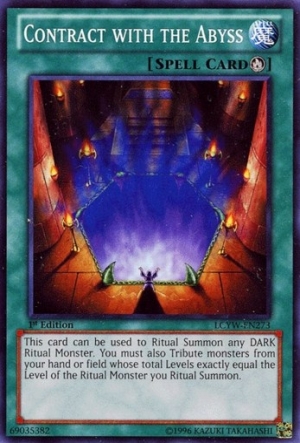 CONTRACT WITH THE ABYSS
[SPELL CARD]
1st Edition
LCYW-EN273
This card can be used to Ritual Summon any DARK
Ritual Monster. You must also Tribute monsters from
your hand or field whose total Levels exactly equal the
Level of the Ritual Monster you Ritual Summon.
69035382
©1996 KAZUKI TAKAHASHI